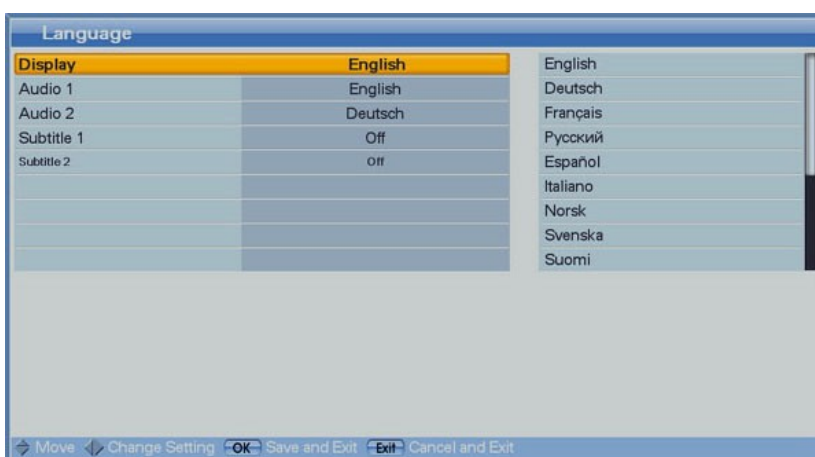 Language
Display English
Audio 1 English
Audio 2 Deutsch
Subtitle 1 Off
Subtitle 2 Off
English
Deutsch
Français
Русский
Español
Italiano
Norsk
Svenska
Suomi
Move Change Setting OK Save and Exit Exit Cancel and Exit